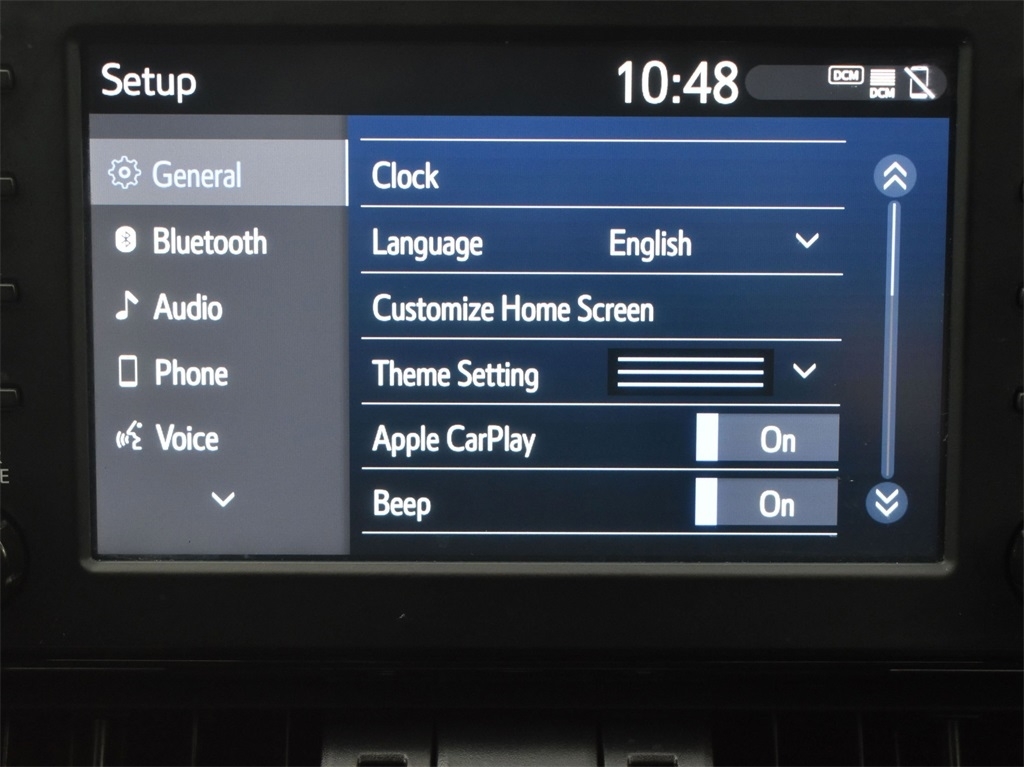 Setup
10:48
DCM
DCM
General
Clock
Bluetooth
Language English
Audio
Customize Home Screen
Phone
Theme Setting
Voice
Apple CarPlay On
Beep On
E